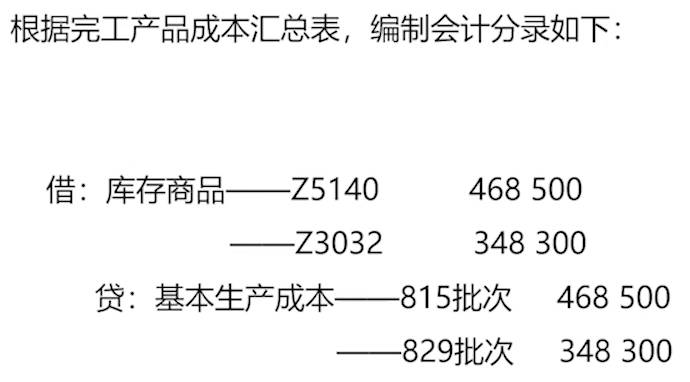 根据完工产品成本汇总表，编制会计分录如下：
借：库存商品——Z5140 468 500
——Z3032 348 300
贷：基本生产成本——815批次 468 500
——829批次 348 300